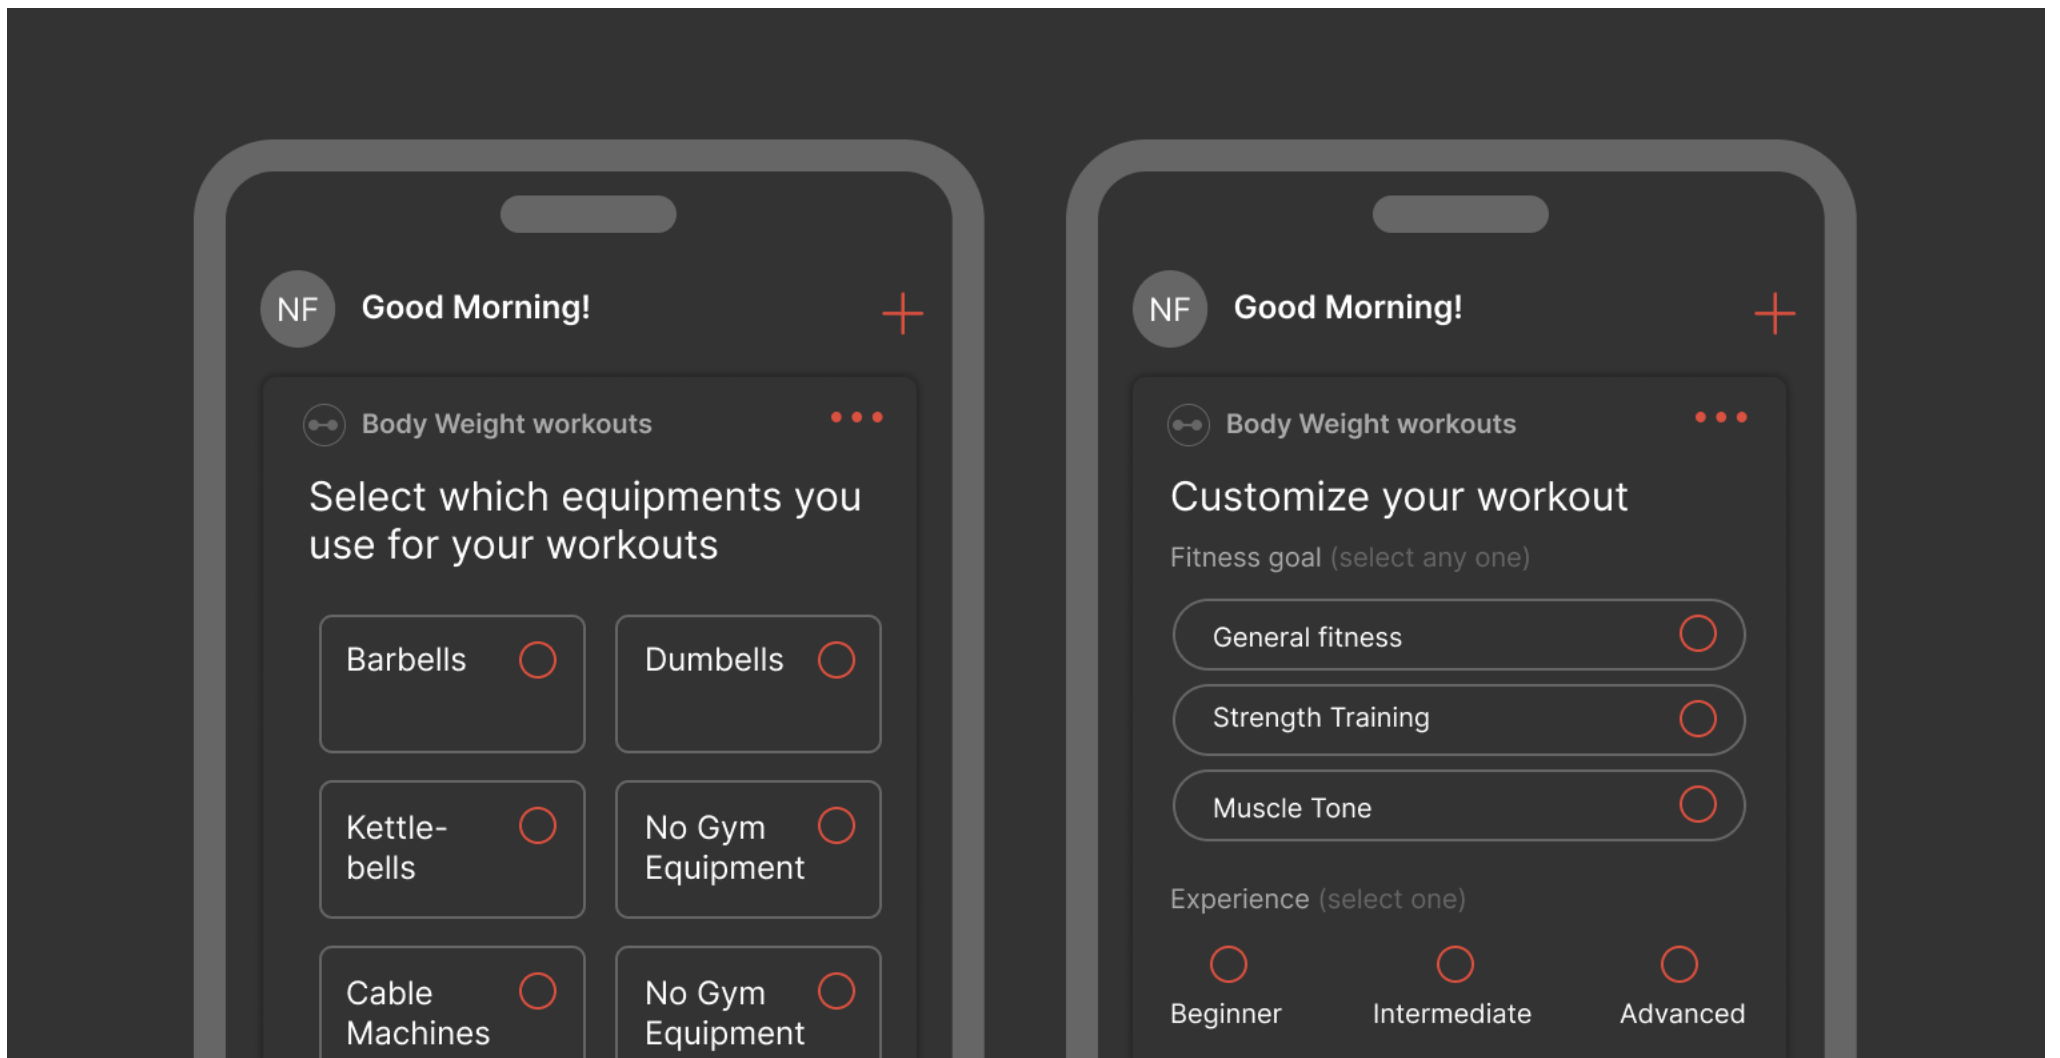 NF
Good Morning!
Body Weight workouts
Select which equipments you
use for your workouts
Barbells
Dumbells
Kettle-
bells
No Gym
Equipment
Cable
Machines
No Gym
Equipment
NF
Good Morning!
Body Weight workouts
Customize your workout
Fitness goal (select any one)
General fitness
Strength Training
Muscle Tone
Experience (select one)
Beginner
Intermediate
Advanced